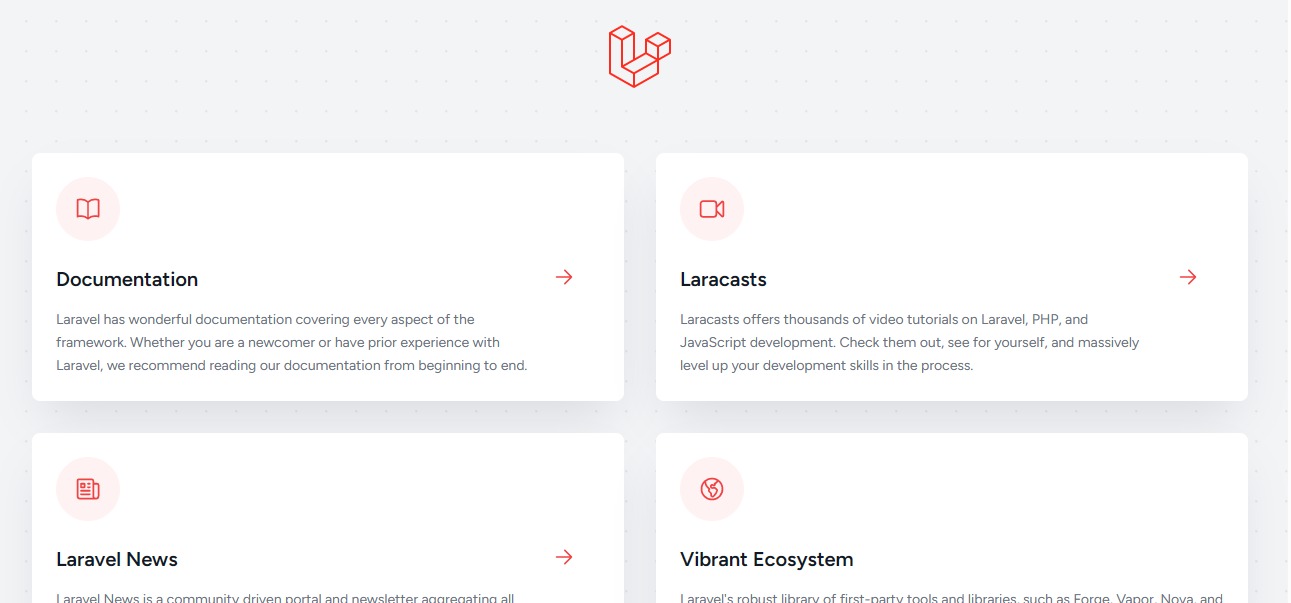 Documentation
Laravel has wonderful documentation covering every aspect of the
framework. Whether you are a newcomer or have prior experience with
Laravel, we recommend reading our documentation from beginning to end.
Laracasts
Laracasts offers thousands of video tutorials on Laravel, PHP, and
JavaScript development. Check them out, see for yourself, and massively
level up your development skills in the process.
Laravel News
Laravel News is a community driven portal and newsletter aggregating all
Vibrant Ecosystem
Laravel's robust library of first-party tools and libraries, such as Forge, Vapor, Nova, and